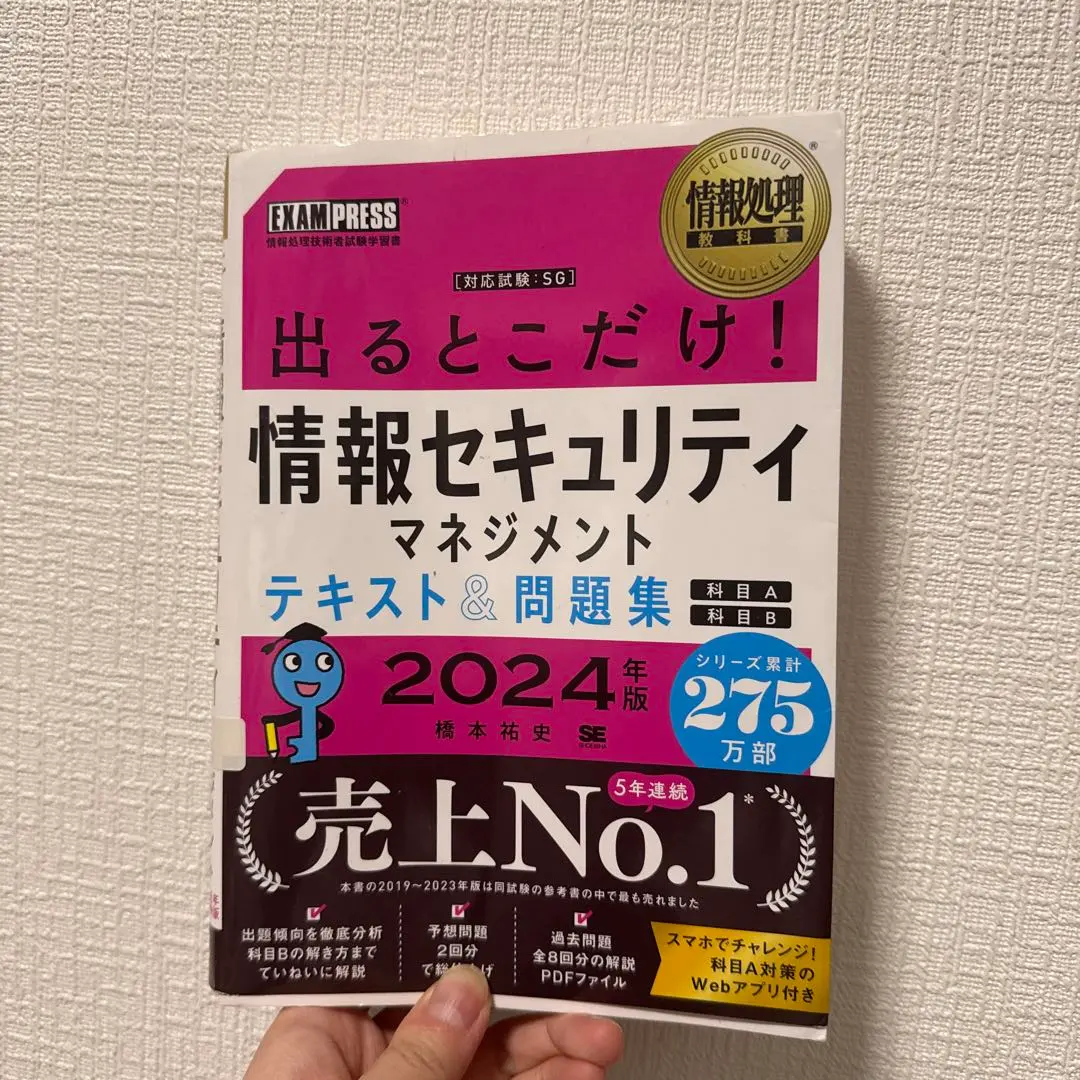 EXAMPRESS®
情報処理技術者試験学習書
情報処理
教科書
®
[対応試験:SG]
出るとこだけ!
情報セキュリティ
マネジメント
テキスト&問題集
科目A
科目B
2024年版
橋本祐史
SE
SHOEISHA
シリーズ累計
275
万部
5年連続
売上No.1*
本書の2019~2023年版は同試験の参考書の中で最も売れました
出題傾向を徹底分析
科目Bの解き方まで
ていねいに解説
予想問題
2回分
で総仕上げ
過去問題
全8回分の解説
PDFファイル
スマホでチャレンジ!
科目A対策の
Webアプリ付き
年版